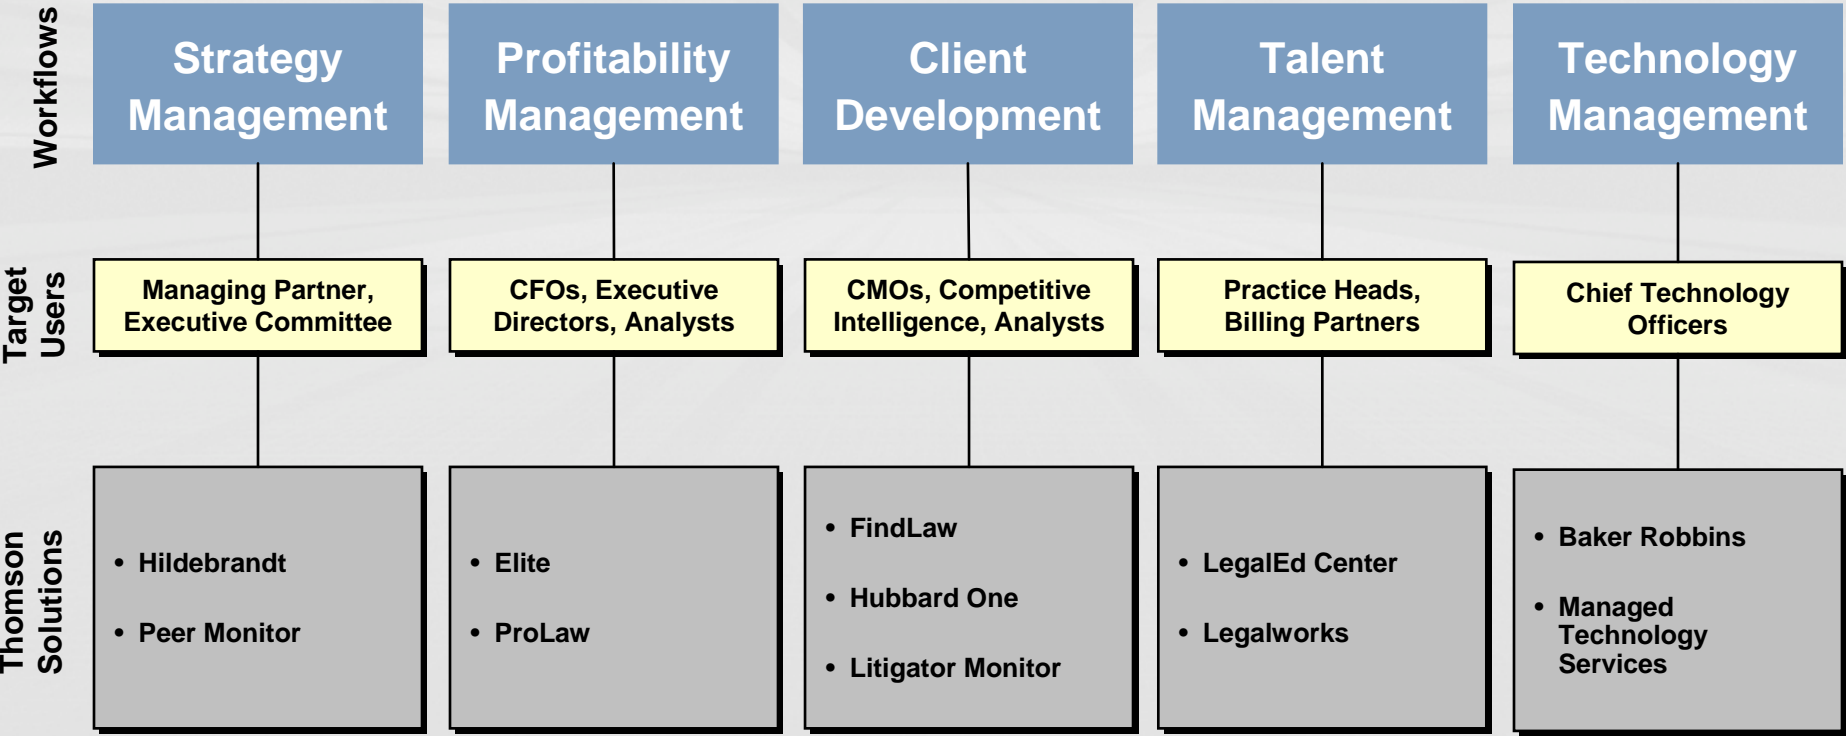 Workflows
Strategy
Management
Profitability
Management
Client
Development
Talent
Management
Technology
Management
Target
Users
Managing Partner,
Executive Committee
CFOs, Executive
Directors, Analysts
CMOs, Competitive
Intelligence, Analysts
Practice Heads,
Billing Partners
Chief Technology
Officers
Thomson
Solutions
• Hildebrandt
• Peer Monitor
• Elite
• ProLaw
• FindLaw
• Hubbard One
• Litigator Monitor
• LegalEd Center
• Legalworks
• Baker Robbins
• Managed
Technology
Services